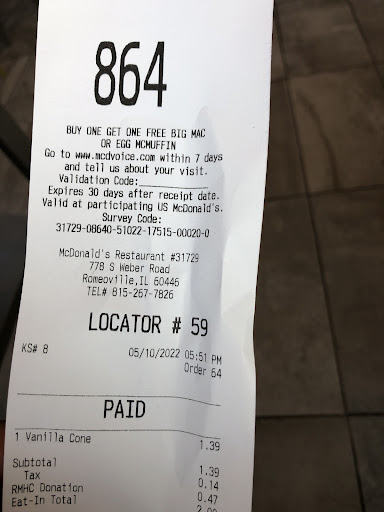 864
BUY ONE GET ONE FREE BIG MAC
OR EGG MCMUFFIN
Go to www.mcdvoice.com within 7 days
and tell us about your visit.
Validation Code:____________
Expires 30 days after receipt date.
Valid at participating US McDonald's.
Survey Code:
31729-08640-51022-17515-00020-0
McDonald's Restaurant #31729
778 S Weber Road
Romeoville,IL 60446
TEL# 815-267-7826
LOCATOR # 59
KS# 8 05/10/2022 05:51 PM
Order 64
PAID
1 Vanilla Cone 1.39
Subtotal 1.39
Tax 0.14
RMHC Donation 0.47
Eat-In Total 2.00